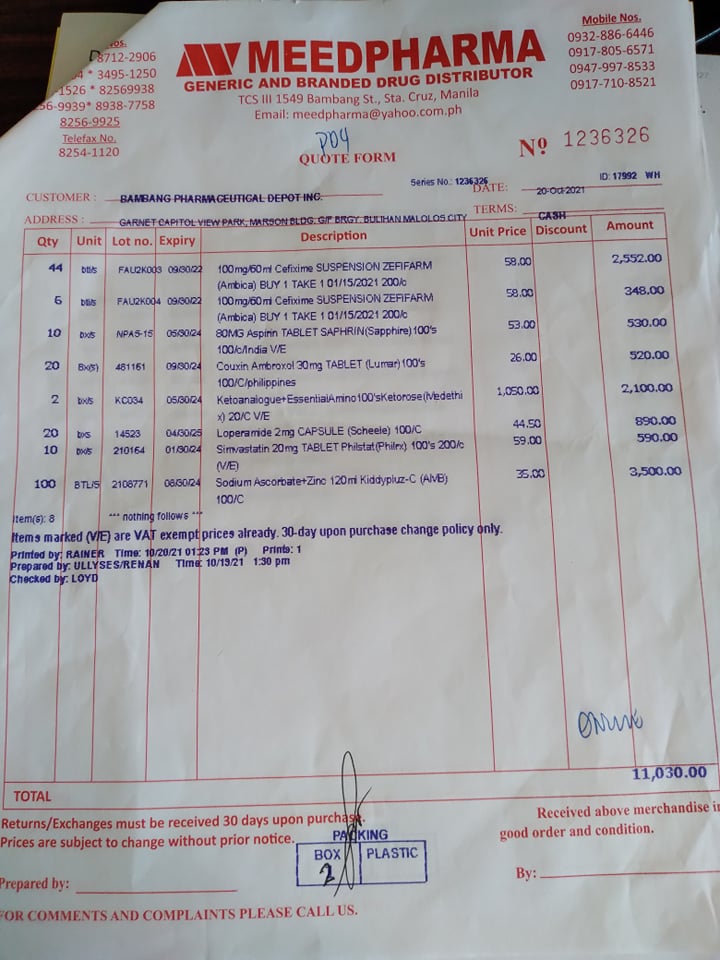 Nos.
8712-2906
* 3495-1250
1526 * 82569938
56-9939* 8938-7758
8256-9925
Telefax No.
8254-1120
MEEDPHARMA
GENERIC AND BRANDED DRUG DISTRIBUTOR
TCS III 1549 Bambang St., Sta. Cruz, Manila
Email: meedpharma@yahoo.com.ph
Mobile Nos.
0932-886-6446
0917-805-6571
0947-997-8533
0917-710-8521
P04
QUOTE FORM
Nº 1236326
Series No.: 1236326
ID: 17992 WH
CUSTOMER : BAMBANG PHARMACEUTICAL DEPOT INC.
DATE: 20-Oct-2021
ADDRESS : GARNET CAPITOL VIEW PARK, MARSON BLDG. G/F BRGY. BULIHAN MALOLOS CITY
TERMS: CASH
Qty Unit Lot no. Expiry Description Unit Price Discount Amount
44 btl/s FAU2K003 09/30/22 100mg/60ml Cefixime SUSPENSION ZEFIFARM 58.00 2,552.00
(Ambica) BUY 1 TAKE 1 01/15/2021 200/c
6 btl/s FAU2K004 09/30/22 100mg/60ml Cefixime SUSPENSION ZEFIFARM 58.00 348.00
(Ambica) BUY 1 TAKE 1 01/15/2021 200/c
10 bx/s NPAS-15 05/30/24 80MG Aspirin TABLET SAPHRIN(Sapphire)100's 53.00 530.00
100/c/India V/E
20 Bx(s) 481161 09/30/24 Couxin Ambroxol 30mg TABLET (Lumar)100's 26.00 520.00
100/C/philippines
2 bx/s KC034 05/30/24 Ketoanalogue+EssentialAmino100'sKetorose(Medethi 1,050.00 2,100.00
x) 20/C V/E
20 bx/s 14523 04/30/25 Loperamide 2mg CAPSULE (Scheele) 100/C 44.50 890.00
10 bx/s 210164 01/30/24 Simvastatin 20mg TABLET Philstat(Philnx) 100's 200/c 59.00 590.00
(V/E)
100 BTL/S 2108771 08/30/24 Sodium Ascorbate+Zinc 120ml Kiddypluz-C (AMB) 35.00 3,500.00
100/C
Item(s): 8 *** nothing follows ***
Items marked (V/E) are VAT exempt prices already. 30-day upon purchase change policy only.
Printed by: RAINER Time: 10/20/21 01:23 PM (P) Prints: 1
Prepared by: ULLYSES/RENAN Time: 10/19/21 1:30 pm
Checked by: LOYD
TOTAL 11,030.00
Returns/Exchanges must be received 30 days upon purchase.
Prices are subject to change without prior notice.
PACKING
BOX PLASTIC
2
Received above merchandise in
good order and condition.
Prepared by:
By:
FOR COMMENTS AND COMPLAINTS PLEASE CALL US.